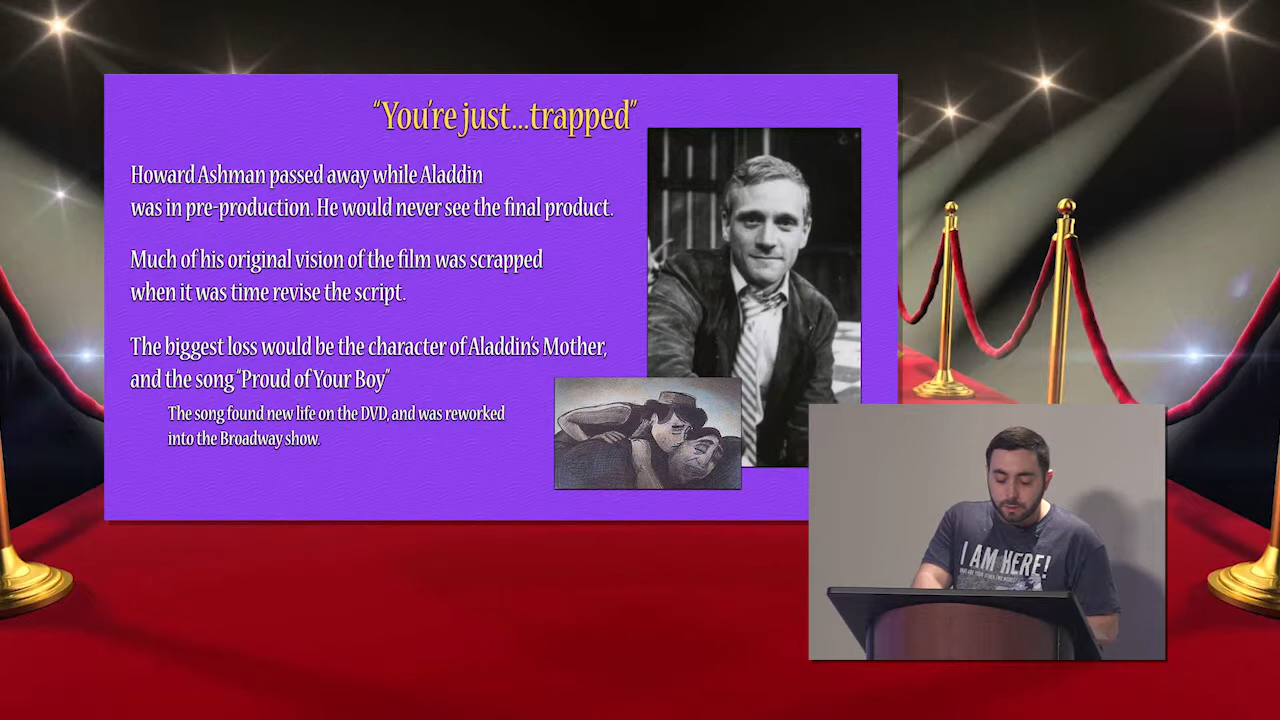 "You're just...trapped"
Howard Ashman passed away while Aladdin
was in pre-production. He would never see the final product.
Much of his original vision of the film was scrapped
when it was time revise the script.
The biggest loss would be the character of Aladdin's Mother,
and the song "Proud of Your Boy"
The song found new life on the DVD, and was reworked
into the Broadway show.
I AM HERE!